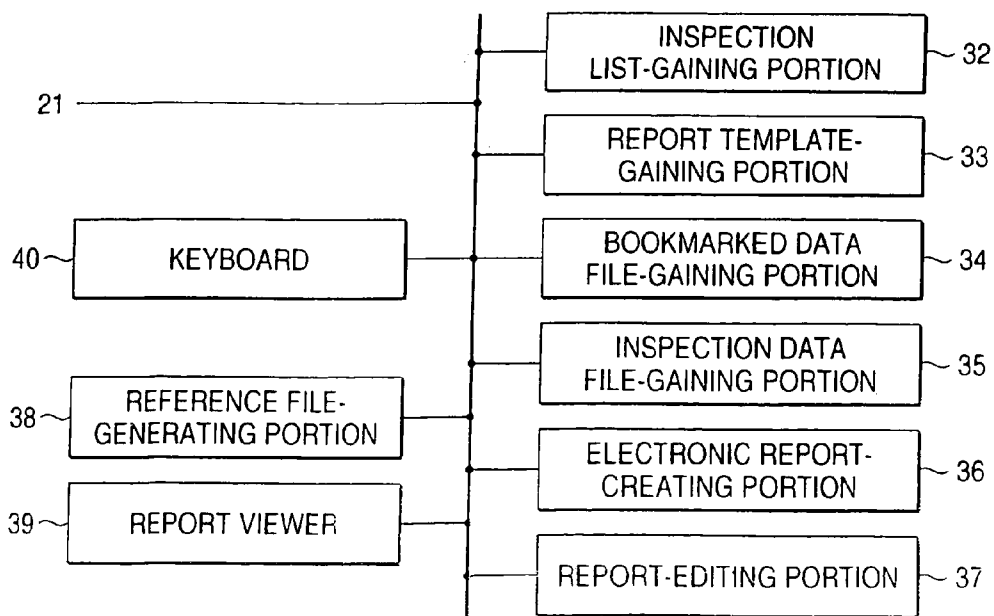 INSPECTION
LIST-GAINING PORTION
32
21
REPORT TEMPLATE-
GAINING PORTION
33
40
KEYBOARD
BOOKMARKED DATA
FILE-GAINING PORTION
34
INSPECTION DATA
FILE-GAINING PORTION
35
38
REFERENCE FILE-
GENERATING PORTION
ELECTRONIC REPORT-
CREATING PORTION
36
39
REPORT VIEWER
REPORT-EDITING PORTION
37